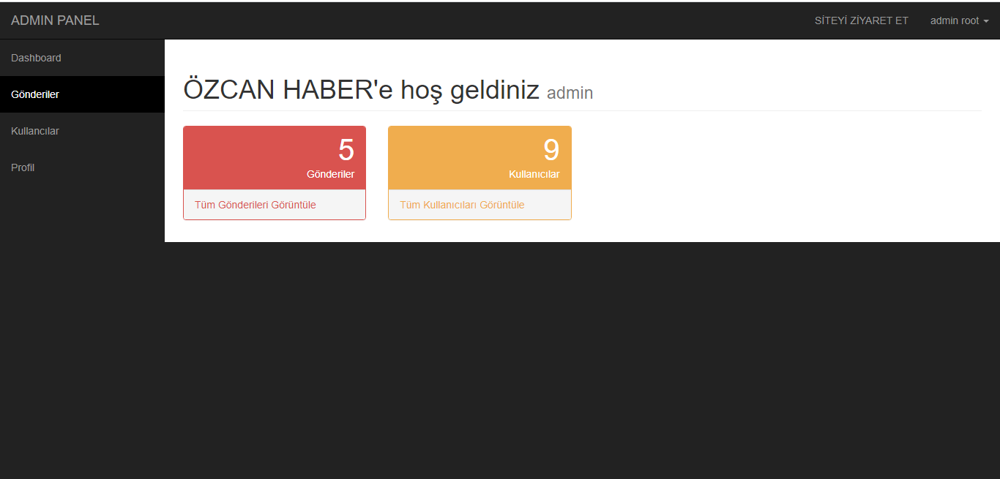 ADMIN PANEL
SİTEYİ ZİYARET ET
admin root
Dashboard
Gönderiler
Kullancılar
Profil
ÖZCAN HABER'e hoş geldiniz admin
5
Gönderiler
Tüm Gönderileri Görüntüle
9
Kullanıcılar
Tüm Kullanıcıları Görüntüle